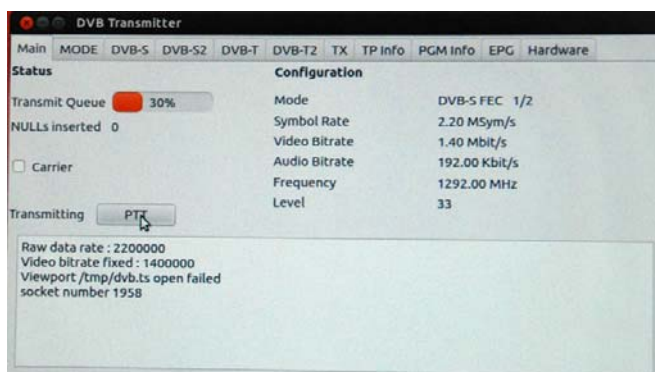 DVB Transmitter
Main MODE DVB-S DVB-S2 DVB-T DVB-T2 TX TP Info PGM Info EPG Hardware
Status
Transmit Queue 30%
NULLs inserted 0
Carrier
Transmitting PTT
Configuration
Mode DVB-S FEC 1/2
Symbol Rate 2.20 MSym/s
Video Bitrate 1.40 Mbit/s
Audio Bitrate 192.00 Kbit/s
Frequency 1292.00 MHz
Level 33
Raw data rate : 2200000
Video bitrate fixed : 1400000
Viewport /tmp/dvb.ts open failed
socket number 1958